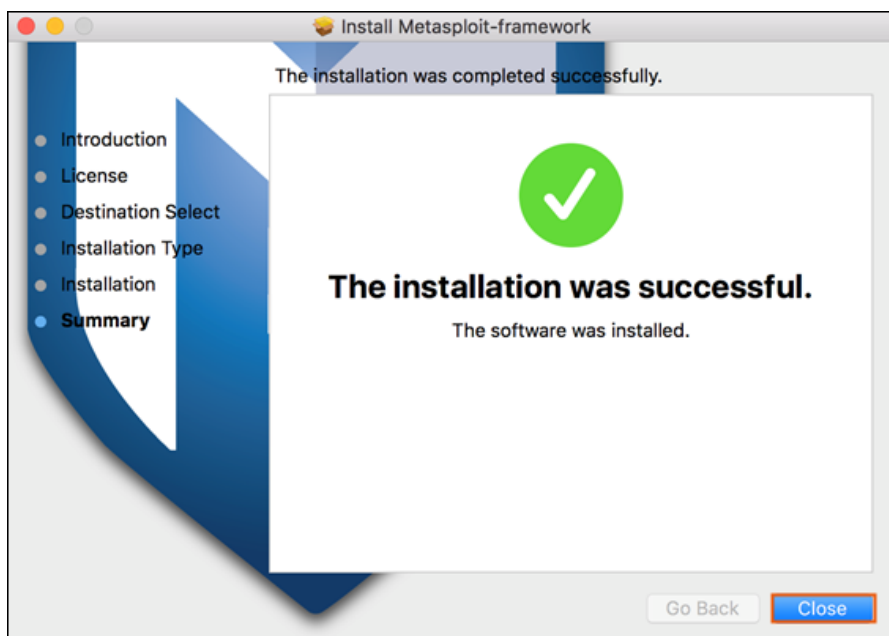 Install Metasploit-framework
The installation was completed successfully.
Introduction
License
Destination Select
Installation Type
Installation
Summary
The installation was successful.
The software was installed.
Go Back
Close